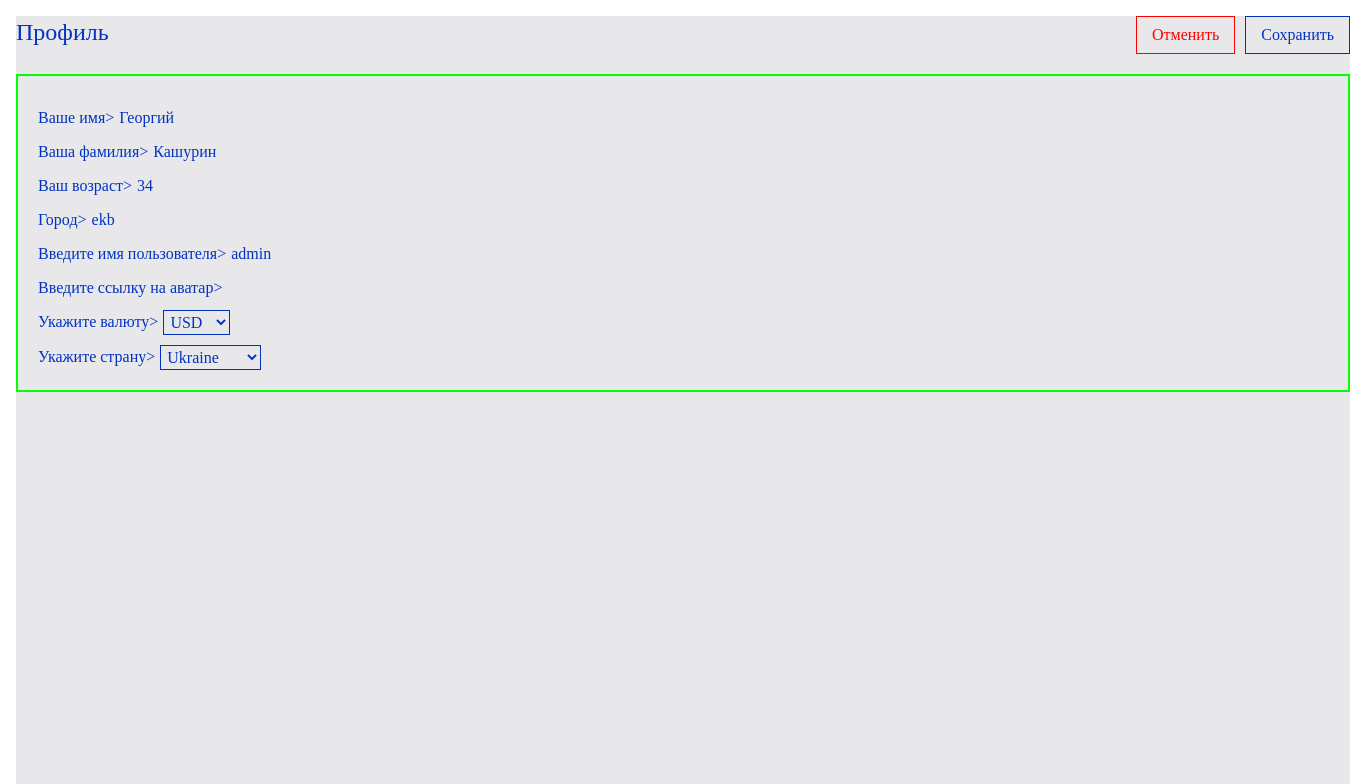 Профиль
Отменить
Сохранить
Ваше имя> Георгий
Ваша фамилия> Кашурин
Ваш возраст> 34
Город> ekb
Введите имя пользователя> admin
Введите ссылку на аватар>
Укажите валюту> USD
Укажите страну> Ukraine